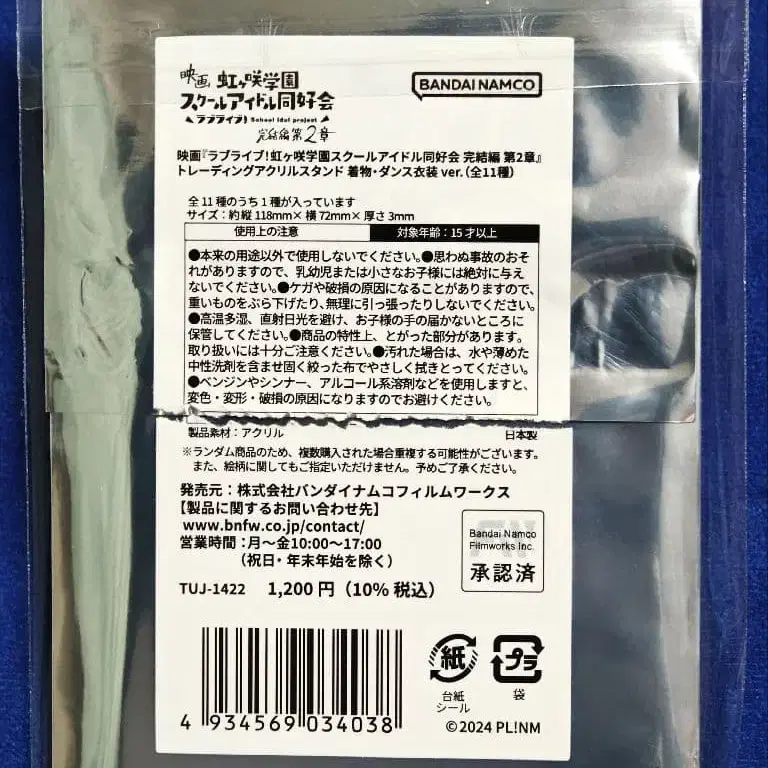 映画 虹ヶ咲学園
スクールアイドル同好会
ラブライブ! School idol project
完結編 第2章
BANDAI NAMCO
映画『ラブライブ!虹ヶ咲学園スクールアイドル同好会 完結編 第2章』
トレーディングアクリルスタンド 着物・ダンス衣装 ver.（全11種）
全11種のうち1種が入っています
サイズ：約縦118mm×横72mm×厚さ3mm
使用上の注意 対象年齢：15才以上
●本来の用途以外で使用しないでください。●思わぬ事故のおそ
れがありますので、乳幼児または小さなお子様には絶対に与え
ないでください。●ケガや破損の原因になることがありますので、
重いものをぶら下げたり、無理に引っ張ったりしないでください。
●高温多湿、直射日光を避け、お子様の手の届かないところに
保管してください。●商品の特性上、とがった部分があります。
取り扱いには十分ご注意ください。●汚れた場合は、水や薄めた
中性洗剤を含ませ固く絞った布でやさしく拭きとってください。
●ベンジンやシンナー、アルコール系溶剤などを使用しますと、
変色・変形・破損の原因になりますのでお避けください。
製品素材：アクリル 日本製
※ランダム商品のため、複数購入された場合重複する可能性がございます。
また、絵柄に関してもご指定いただけません。予めご了承ください。
発売元：株式会社バンダイナムコフィルムワークス
【製品に関するお問い合わせ先】
www.bnfw.co.jp/contact/
営業時間：月～金10:00～17:00
（祝日・年末年始を除く）
Bandai Namco
Filmworks Inc.
承認済
TUJ-1422 1,200円（10%税込）
紙
台紙
シール
プラ
袋
4 934569 034038
©2024 PL!NM